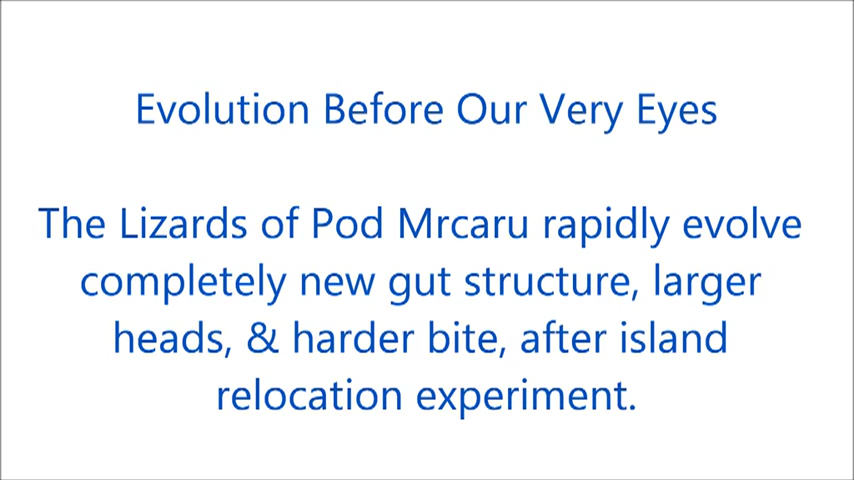 Evolution Before Our Very Eyes
The Lizards of Pod Mrcaru rapidly evolve
completely new gut structure, larger
heads, & harder bite, after island
relocation experiment.